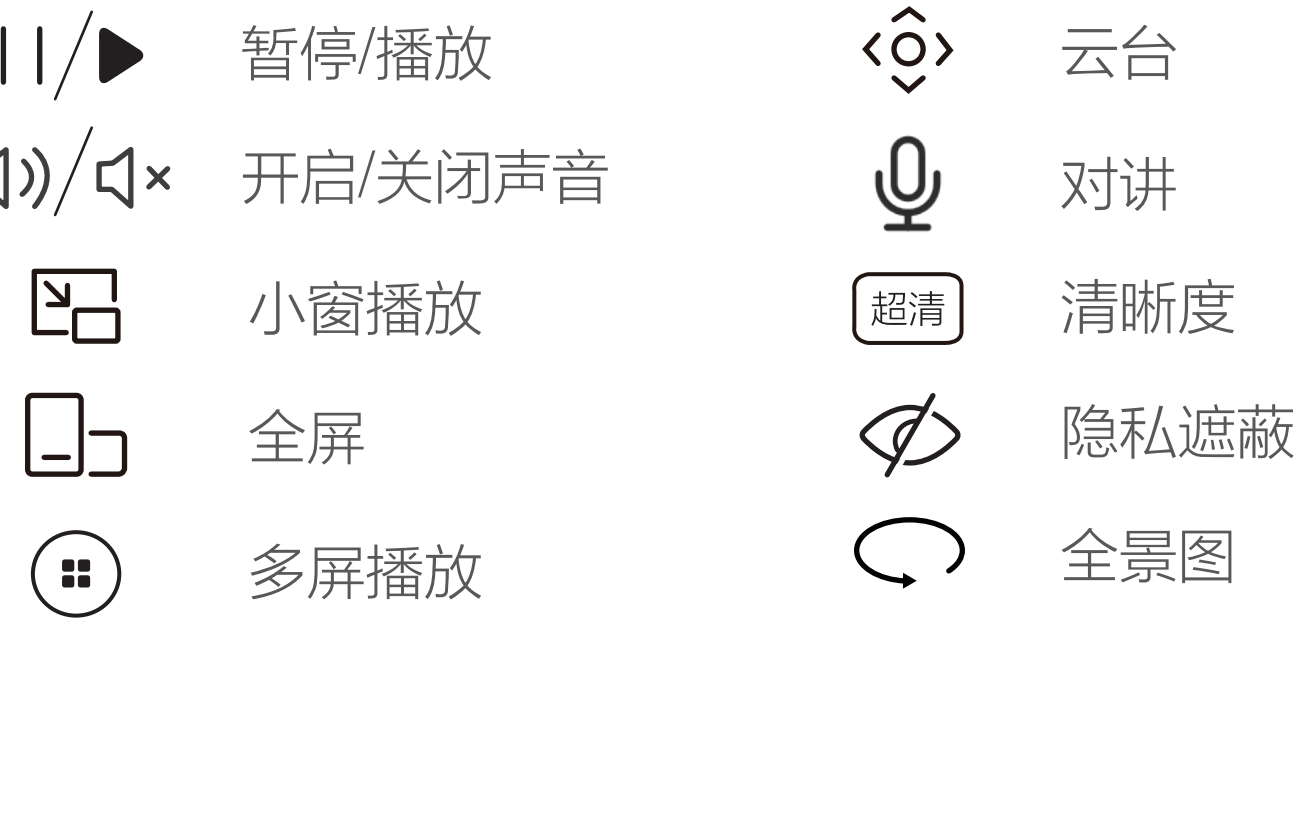 暂停/播放
云台
开启/关闭声音
对讲
小窗播放
超清
清晰度
全屏
隐私遮蔽
多屏播放
全景图